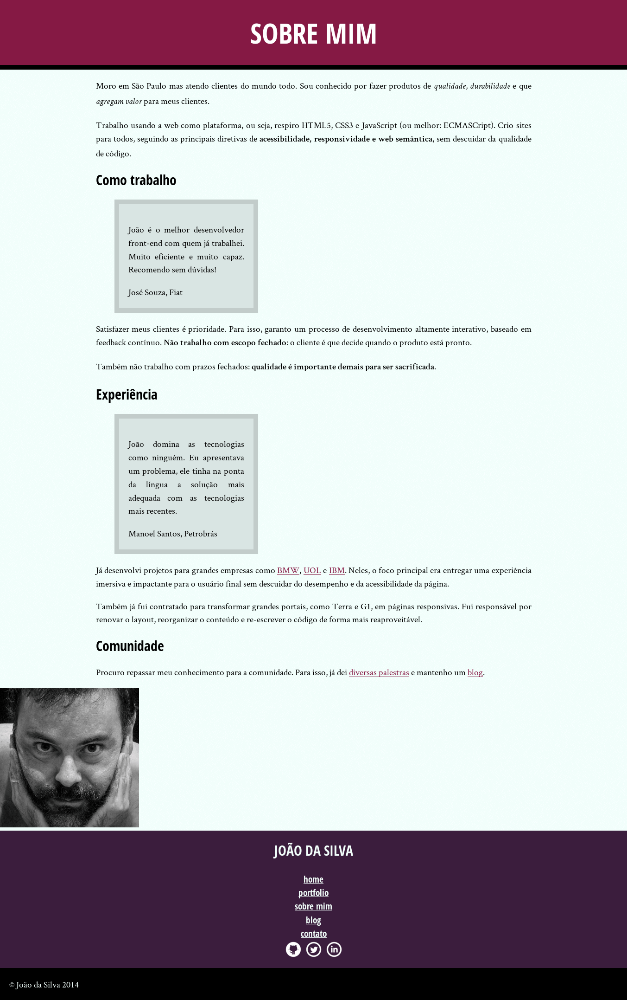 SOBRE MIM
Moro em São Paulo mas atendo clientes do mundo todo. Sou conhecido por fazer produtos de qualidade, durabilidade e que
agregam valor para meus clientes.
Trabalho usando a web como plataforma, ou seja, respiro HTML5, CSS3 e JavaScript (ou melhor: ECMASCript). Crio sites
para todos, seguindo as principais diretivas de acessibilidade, responsividade e web semântica, sem descuidar da qualidade
de código.
Como trabalho
João é o melhor desenvolvedor
front-end com quem já trabalhei.
Muito eficiente e muito capaz.
Recomendo sem dúvidas!
José Souza, Fiat
Satisfazer meus clientes é prioridade. Para isso, garanto um processo de desenvolvimento altamente interativo, baseado em
feedback contínuo. Não trabalho com escopo fechado: o cliente é que decide quando o produto está pronto.
Também não trabalho com prazos fechados: qualidade é importante demais para ser sacrificada.
Experiência
João domina as tecnologias
como ninguém. Eu apresentava
um problema, ele tinha na ponta
da língua a solução mais
adequada com as tecnologias
mais recentes.
Manoel Santos, Petrobrás
Já desenvolvi projetos para grandes empresas como BMW, UOL e IBM. Neles, o foco principal era entregar uma experiência
imersiva e impactante para o usuário final sem descuidar do desempenho e da acessibilidade da página.
Também já fui contratado para transformar grandes portais, como Terra e G1, em páginas responsivas. Fui responsável por
renovar o layout, reorganizar o conteúdo e re-escrever o código de forma mais reaproveitável.
Comunidade
Procuro repassar meu conhecimento para a comunidade. Para isso, já dei diversas palestras e mantenho um blog.
JOÃO DA SILVA
home
portfolio
sobre mim
blog
contato
in
© João da Silva 2014